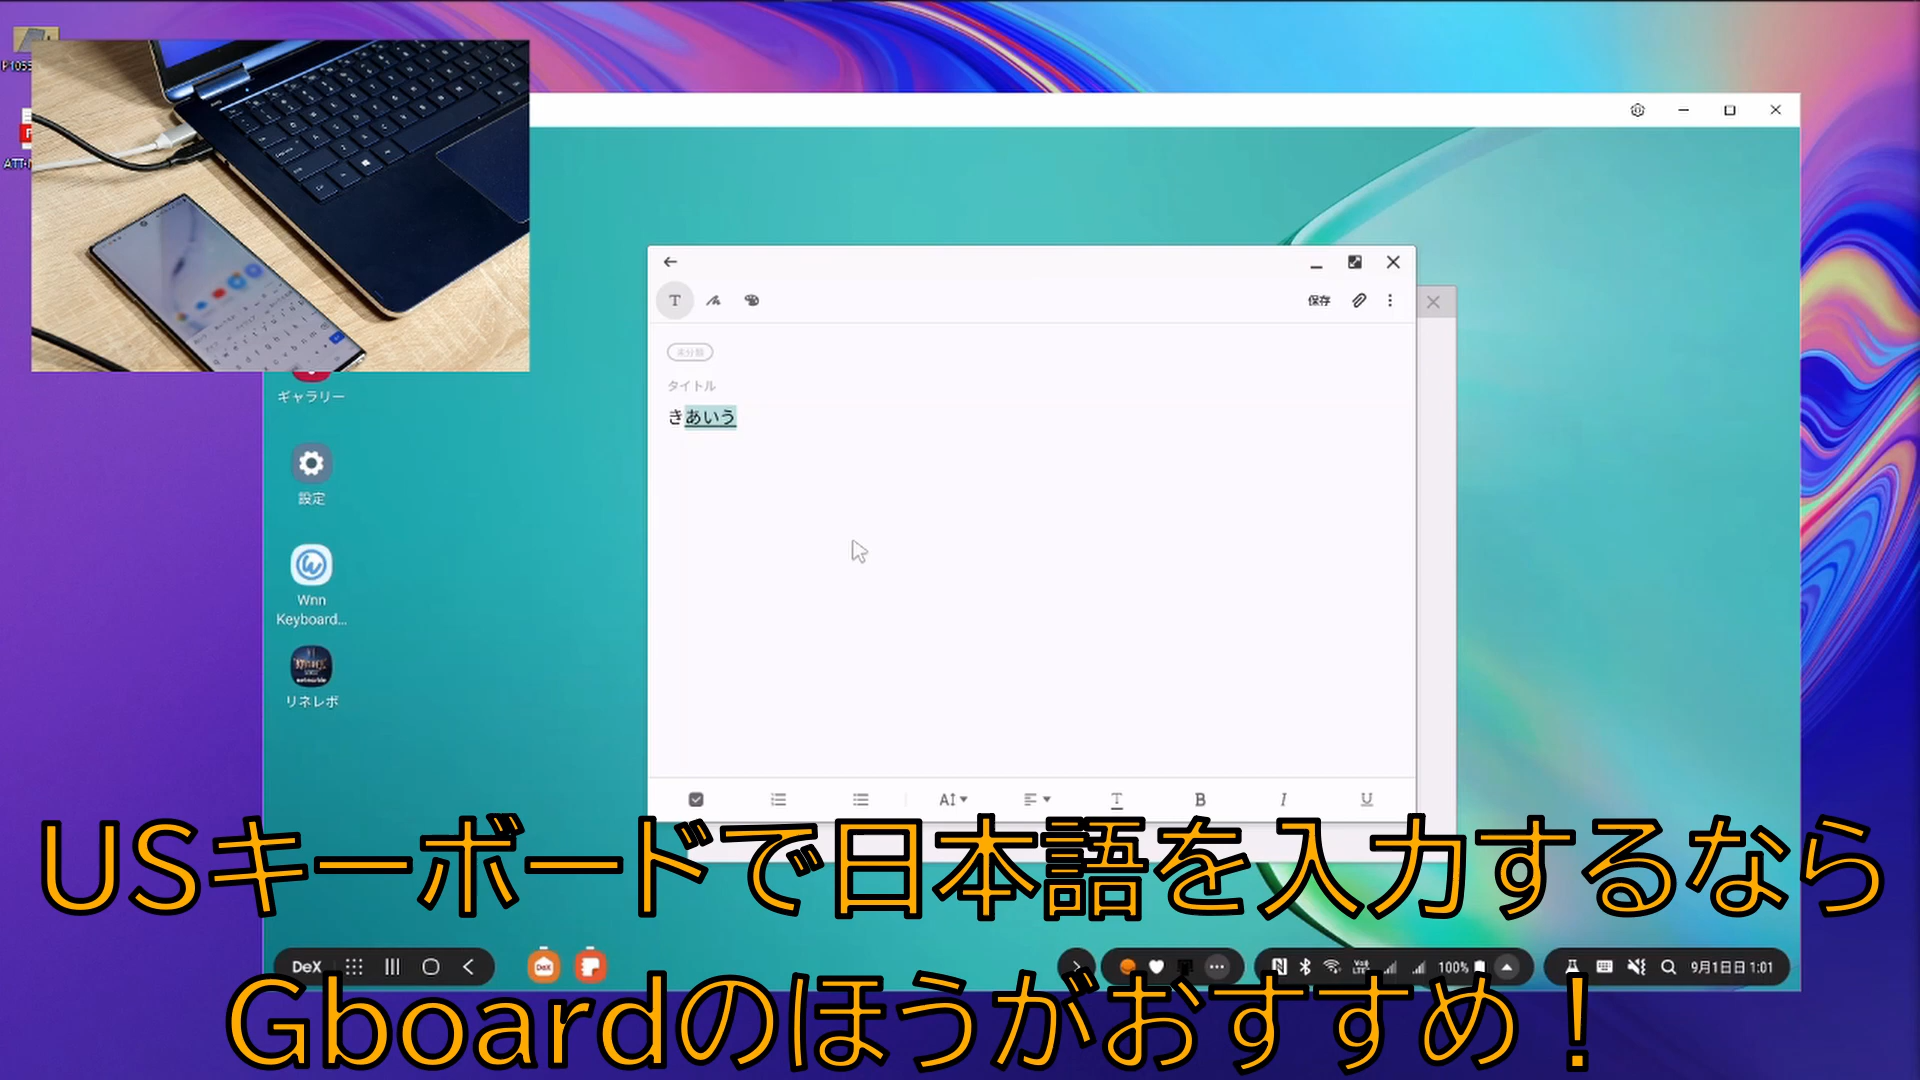 保存
未分類
タイトル
きあいう
ギャラリー
設定
Wnn
Keyboard...
リネレボ
USキーボードで日本語を入力するなら
DeX
100%
9月1日日 1:01
Gboardのほうがおすすめ！